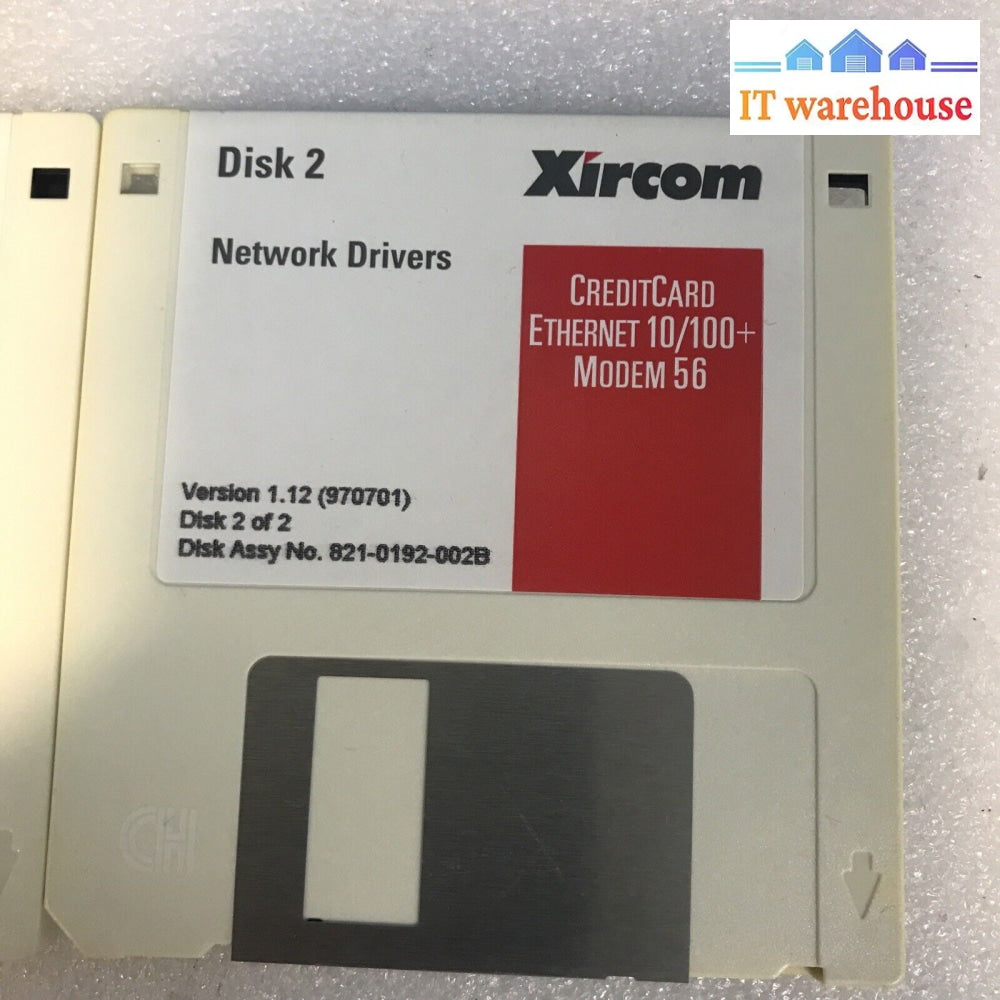 IT warehouse
Disk 2
Xircom
Network Drivers
CREDITCARD
ETHERNET 10/100+
MODEM 56
Version 1.12 (970701)
Disk 2 of 2
Disk Assy No. 821-0192-002B